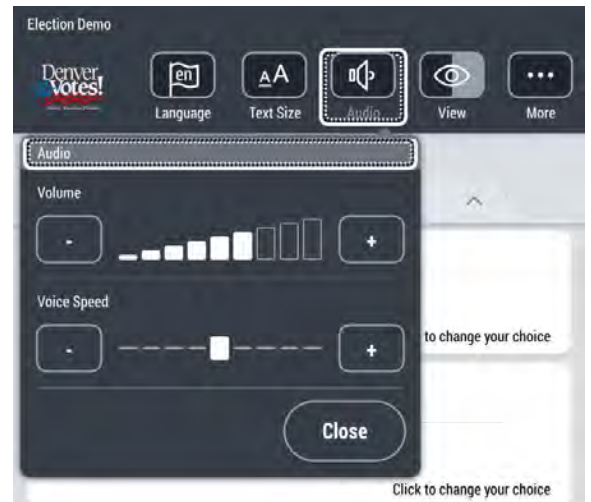 Election Demo
Denver
Votes!
en
AA
Language
Text Size
Audio
View
More
Audio
Volume
-
+
Voice Speed
-
+
to change your choice
Close
Click to change your choice